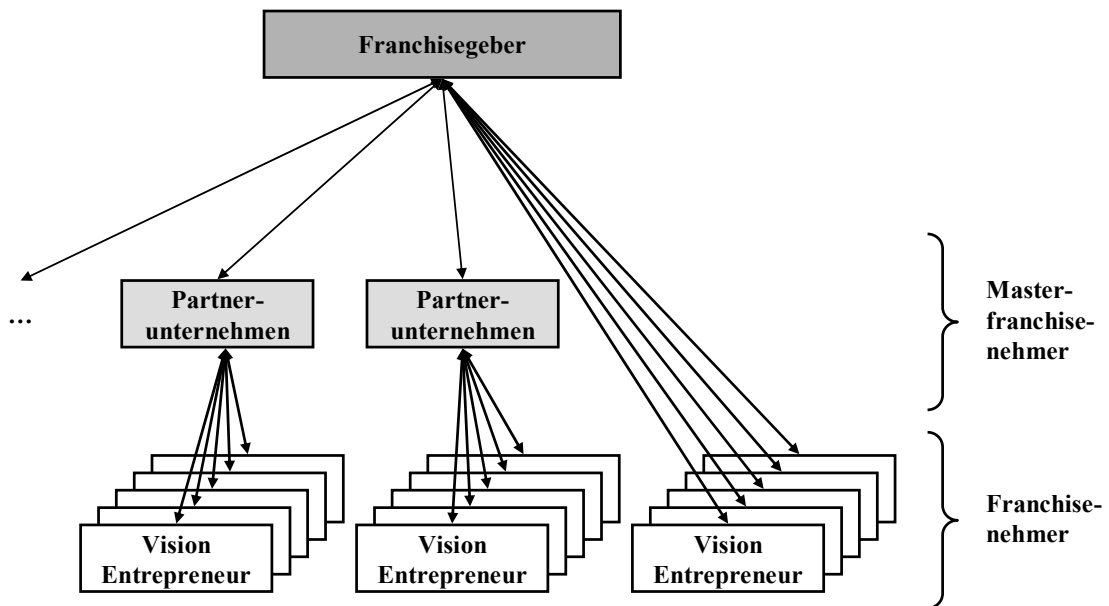 Franchisegeber
...
Partner-
unternehmen
Partner-
unternehmen
Master-
franchise-
nehmer
Vision
Entrepreneur
Vision
Entrepreneur
Vision
Entrepreneur
Franchise-
nehmer